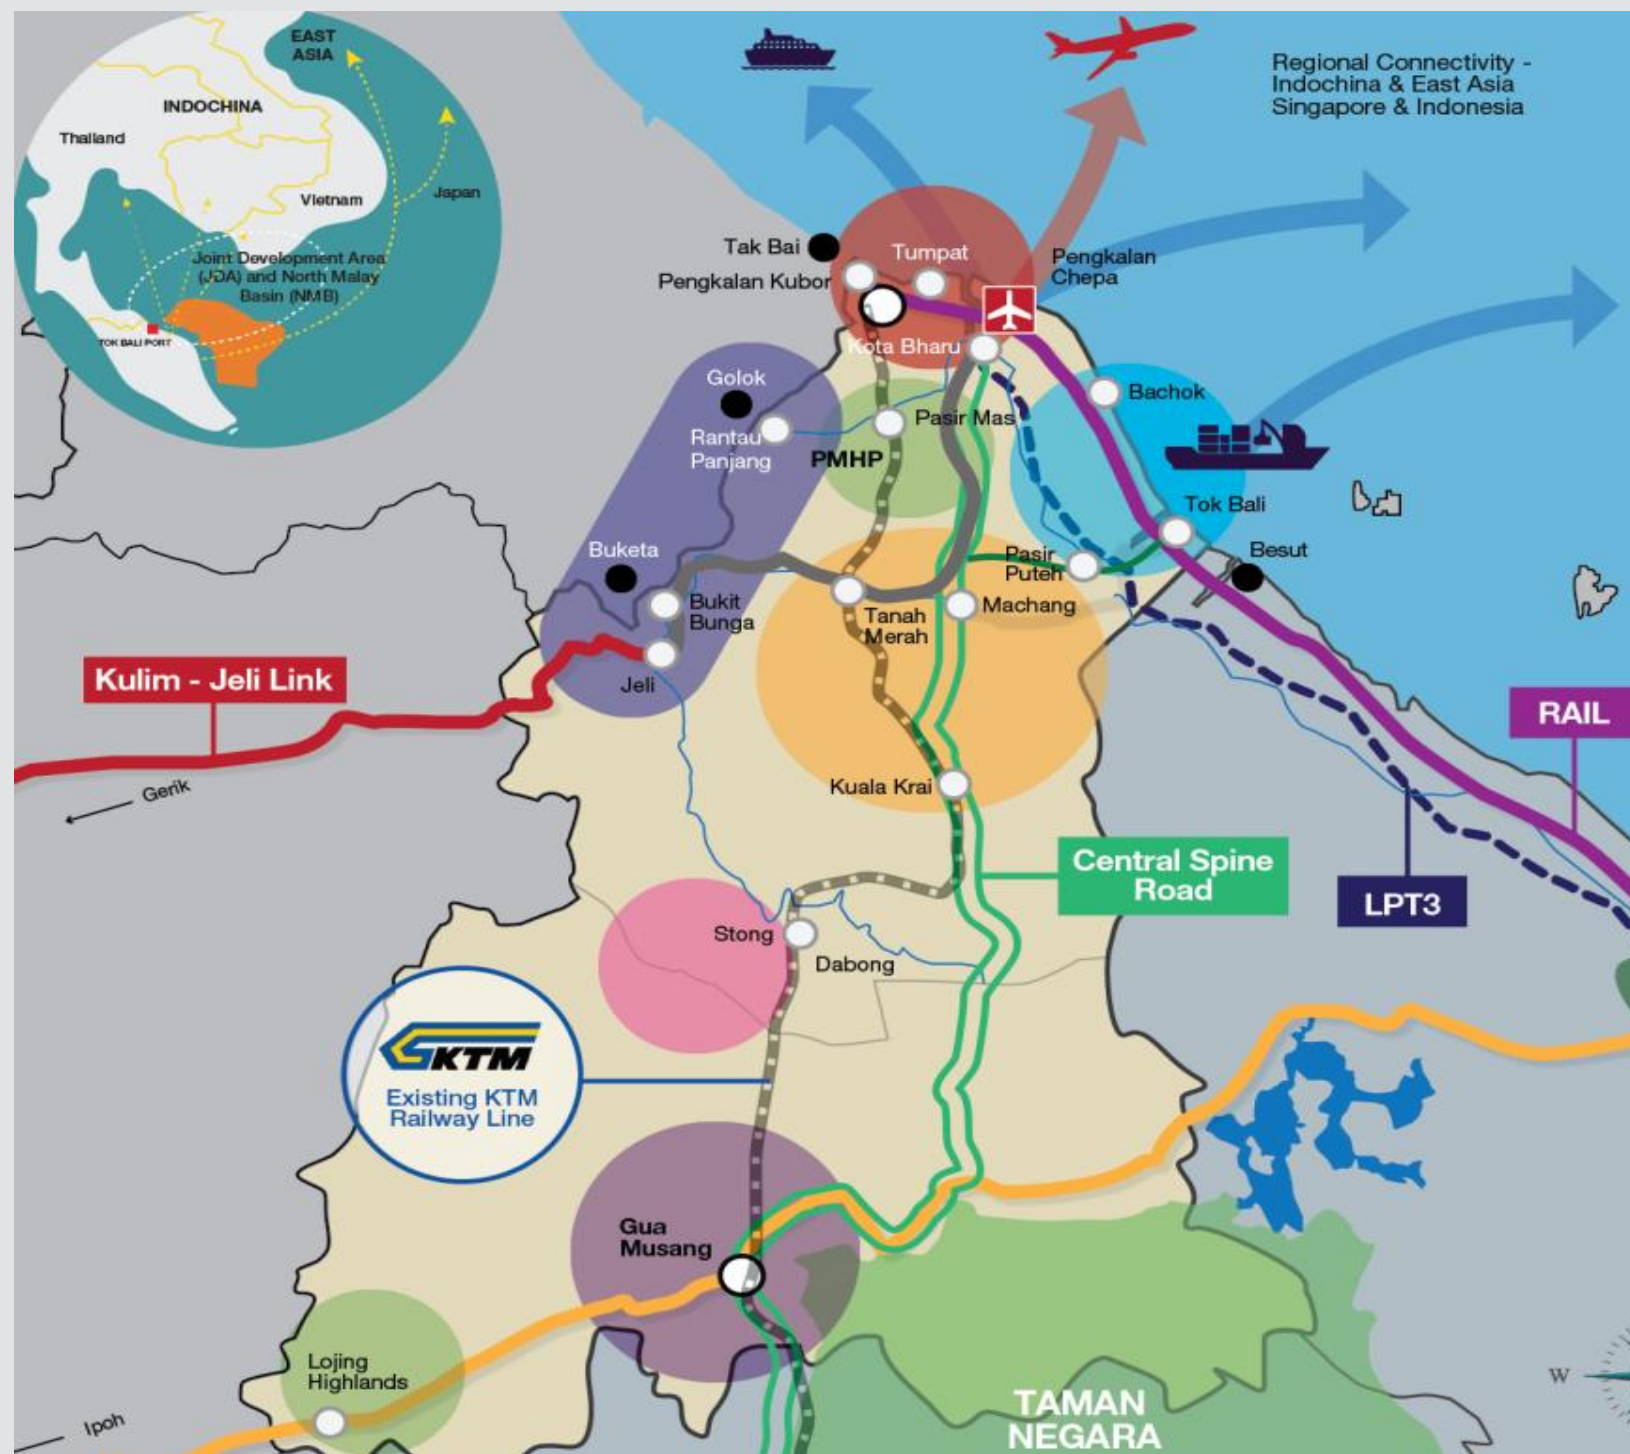 EAST
ASIA
INDOCHINA
Thailand
Vietnam
Japan
Joint Development Area
(JDA) and North Malay
Basin (NMB)
TOK BALI PORT
Regional Connectivity -
Indochina & East Asia
Singapore & Indonesia
Tak Bai
Tumpat
Pengkalan
Chepa
Pengkalan Kubor
Kota Bharu
Golok
Bachok
Rantau
Panjang
Pasir Mas
PMHP
Tok Bali
Buketa
Pasir
Puteh
Besut
Bukit
Bunga
Tanah
Merah
Machang
Kulim - Jeli Link
Jeli
RAIL
Gerik
Kuala Krai
Central Spine
Road
LPT3
Stong
Dabong
KTM
Existing KTM
Railway Line
Gua
Musang
Lojing
Highlands
W
TAMAN
NEGARA
Ipoh